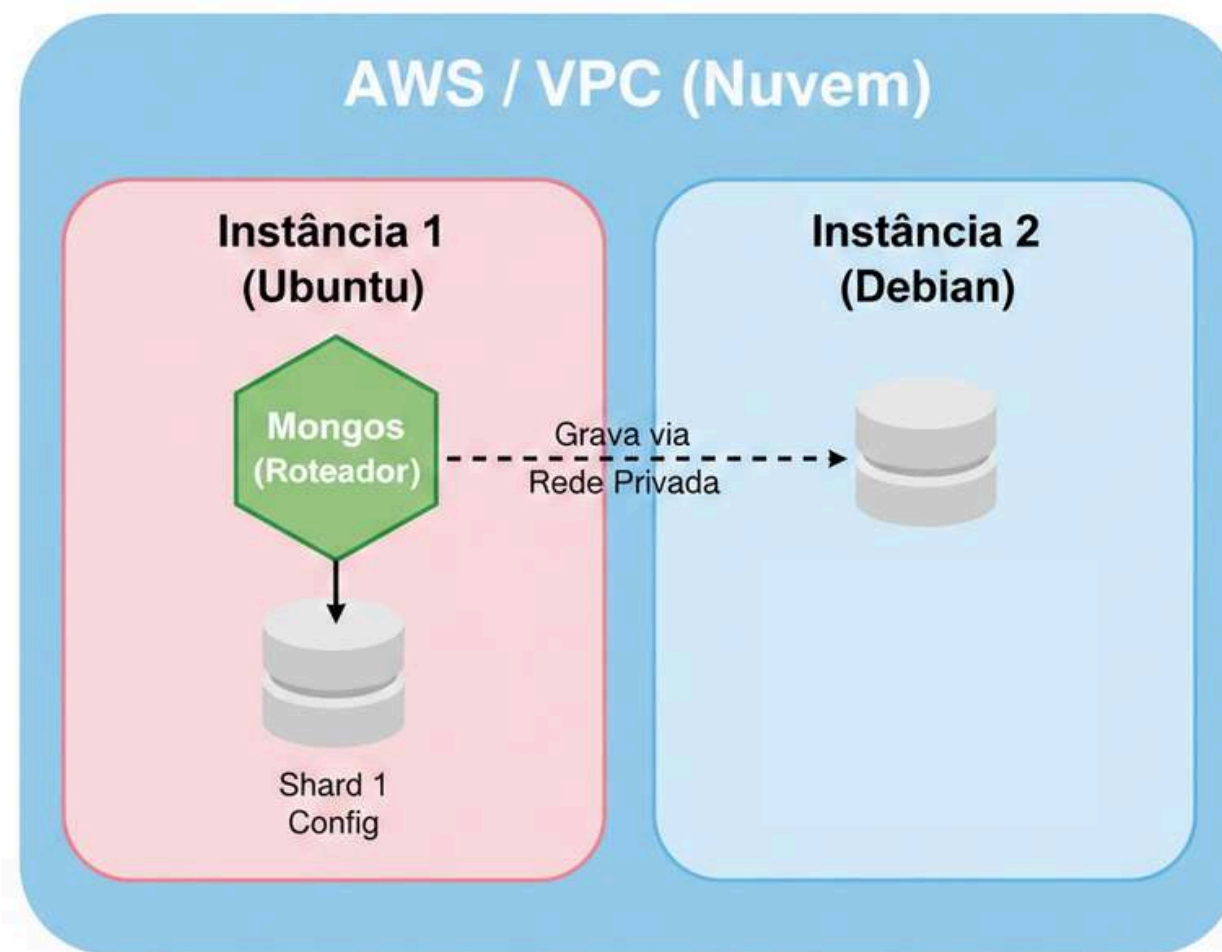 AWS / VPC (Nuvem)
Instância 1
(Ubuntu)
Instância 2
(Debian)
Mongos
(Roteador)
Grava via
Rede Privada
Shard 1
Config